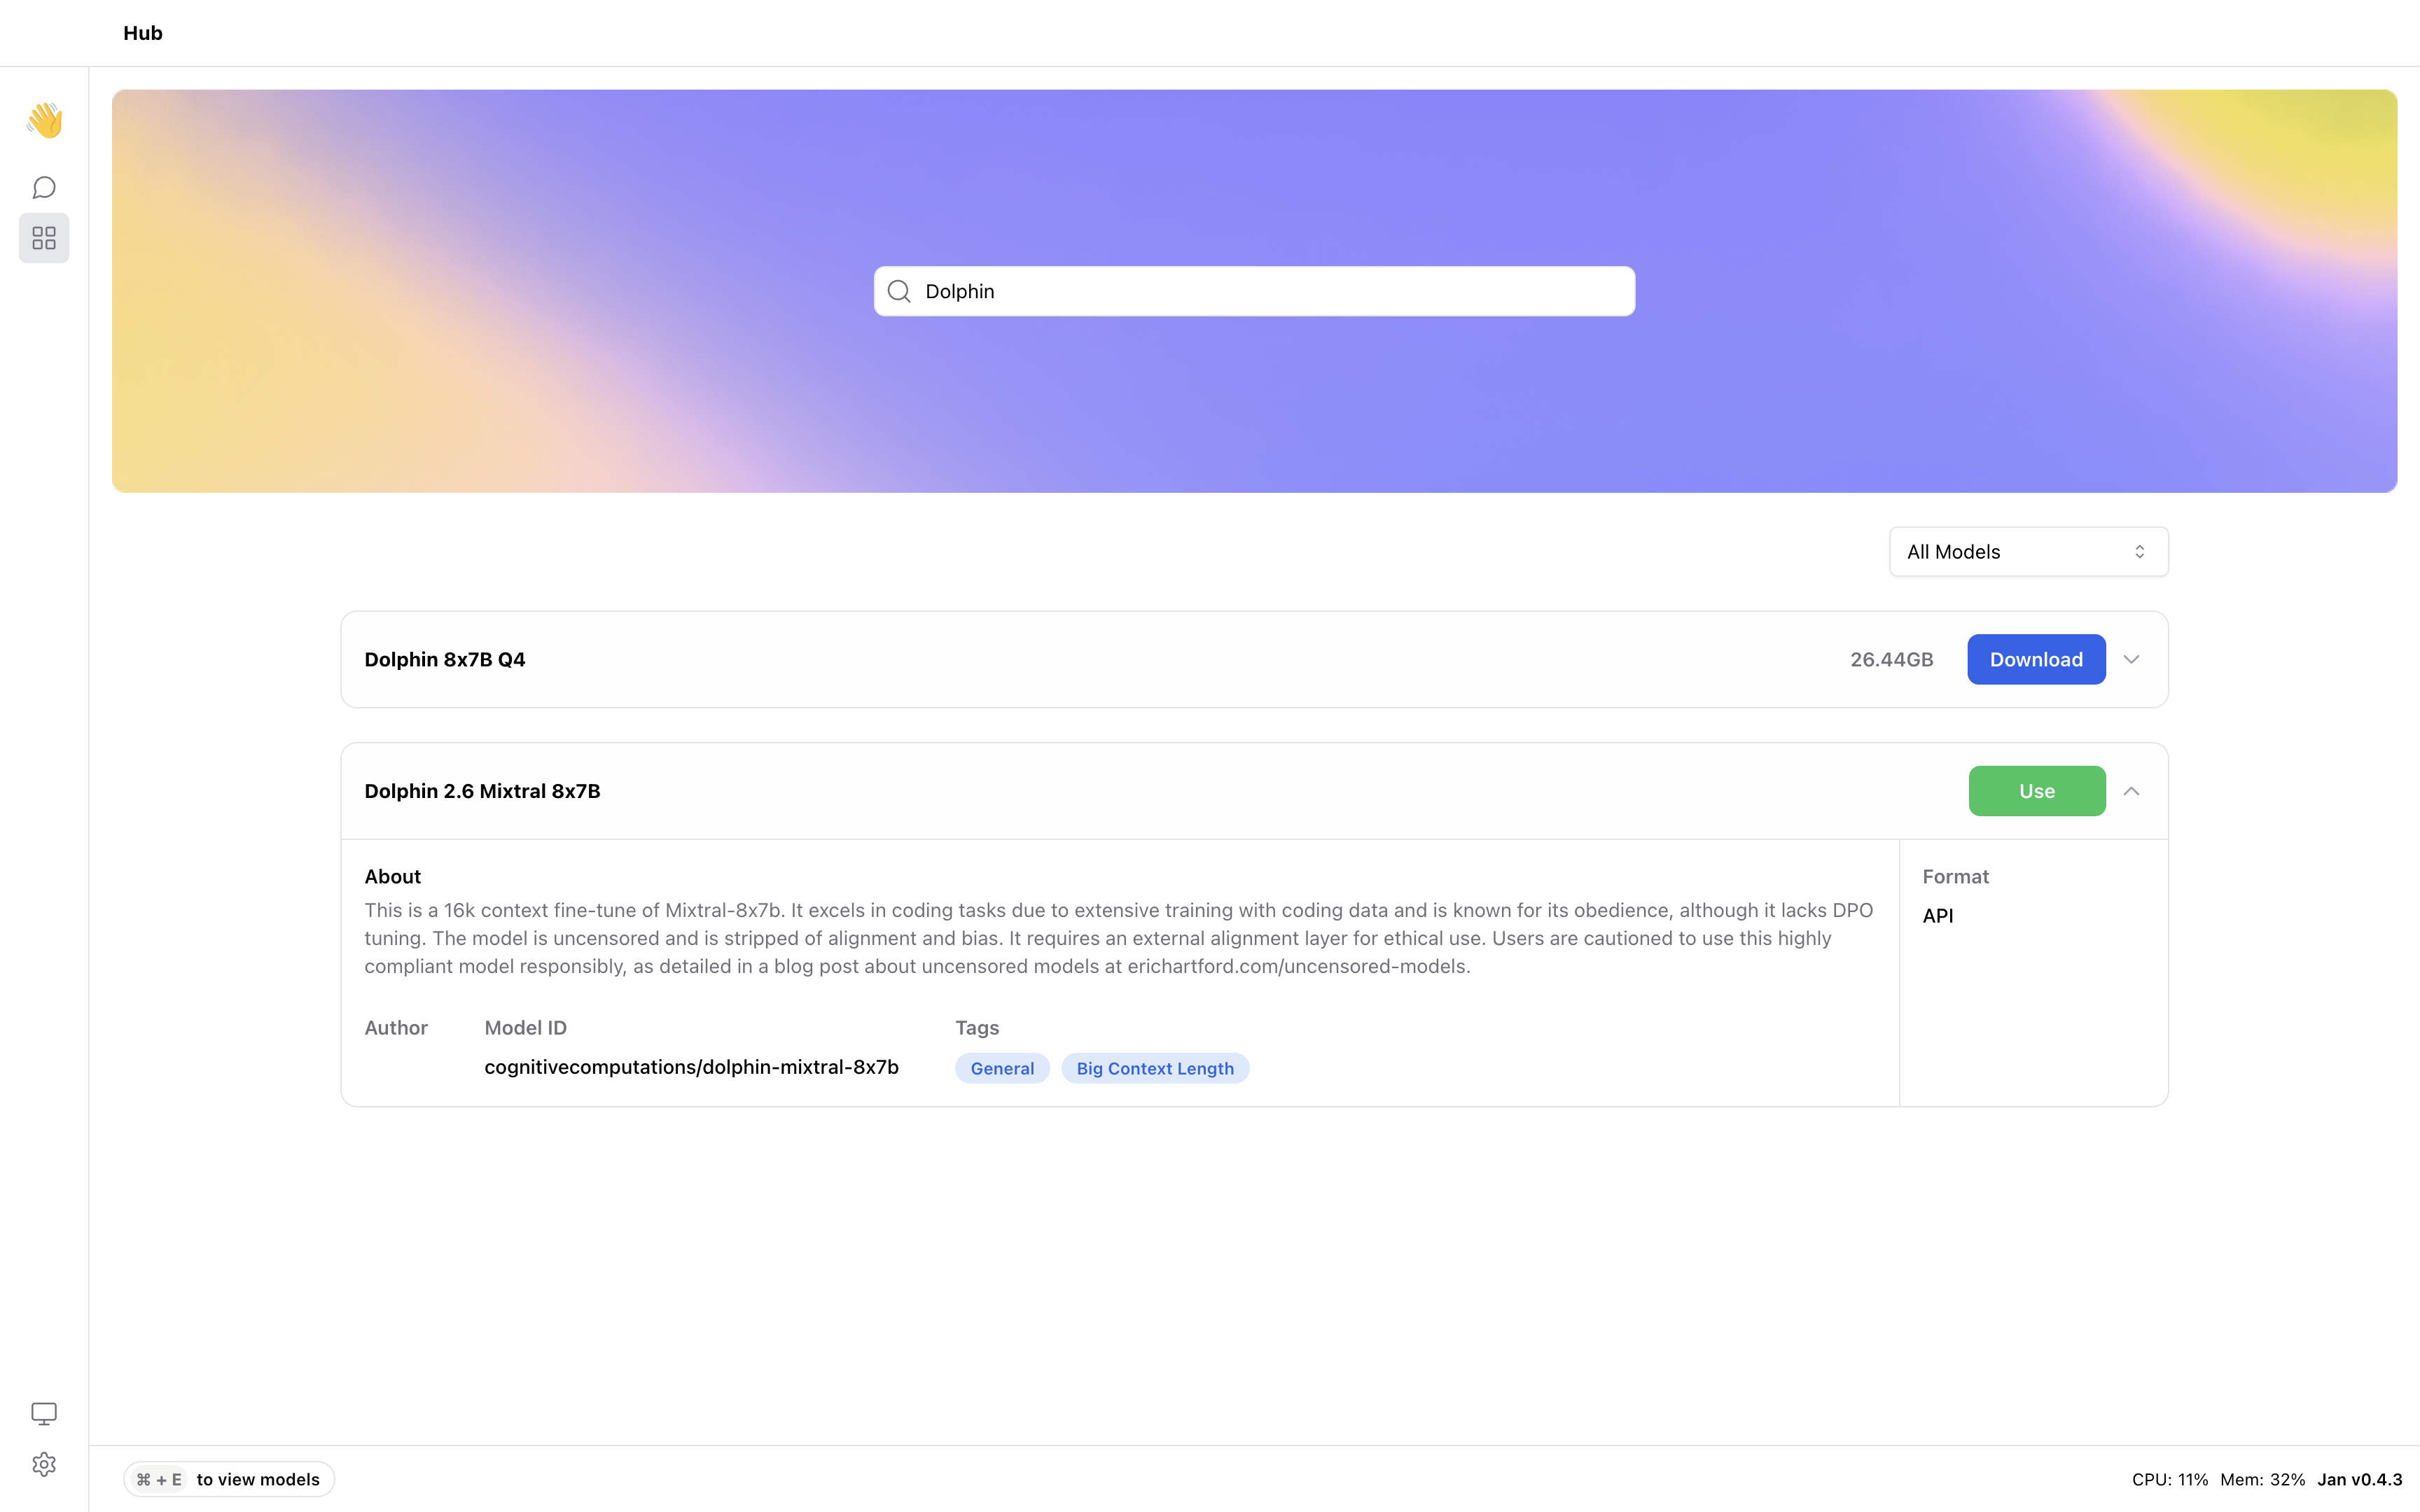 Hub
Dolphin
All Models
Dolphin 8x7B Q4
26.44GB
Download
Dolphin 2.6 Mixtral 8x7B
Use
About
This is a 16k context fine-tune of Mixtral-8x7b. It excels in coding tasks due to extensive training with coding data and is known for its obedience, although it lacks DPO
tuning. The model is uncensored and is stripped of alignment and bias. It requires an external alignment layer for ethical use. Users are cautioned to use this highly
compliant model responsibly, as detailed in a blog post about uncensored models at erichartford.com/uncensored-models.
Format
API
Author
Model ID
cognitivecomputations/dolphin-mixtral-8x7b
Tags
General
Big Context Length
⌘ + E to view models
CPU: 11% Mem: 32% Jan v0.4.3